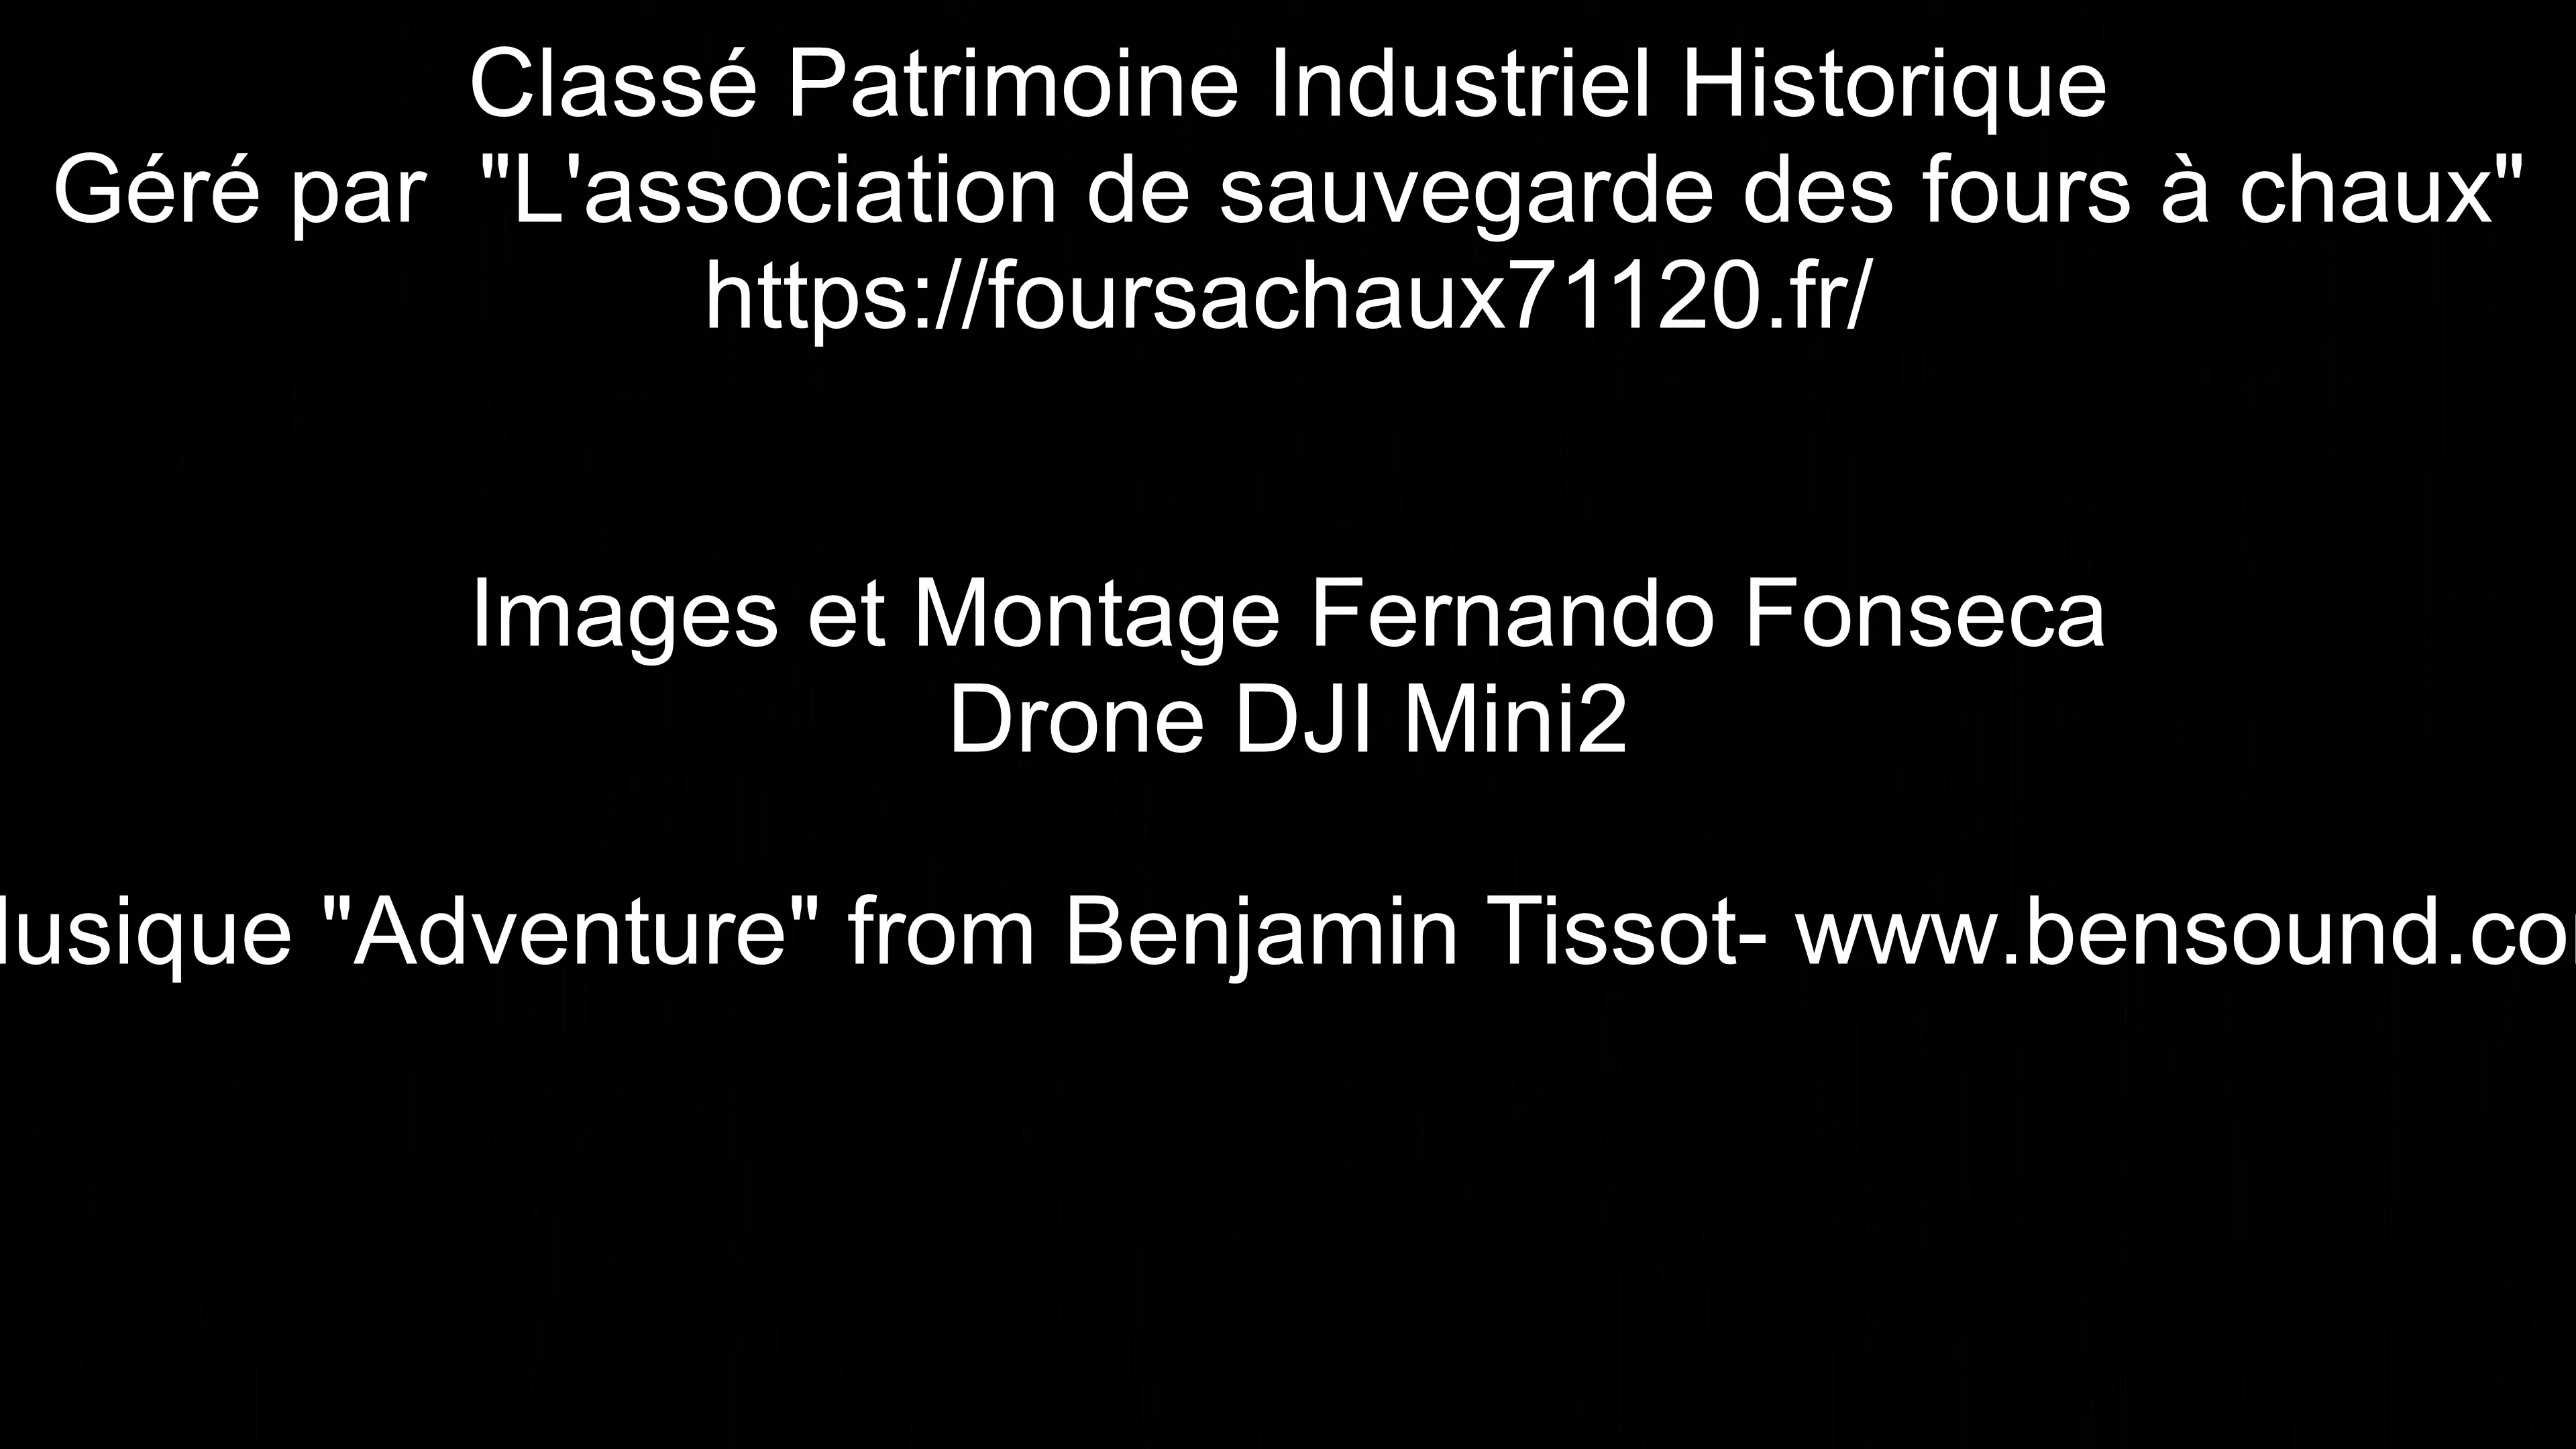 Classé Patrimoine Industriel Historique
Géré par  "L'association de sauvegarde des fours à chaux"
https://foursachaux71120.fr/
Images et Montage Fernando Fonseca
Drone DJI Mini2
"Adventure" from Benjamin Tissot-